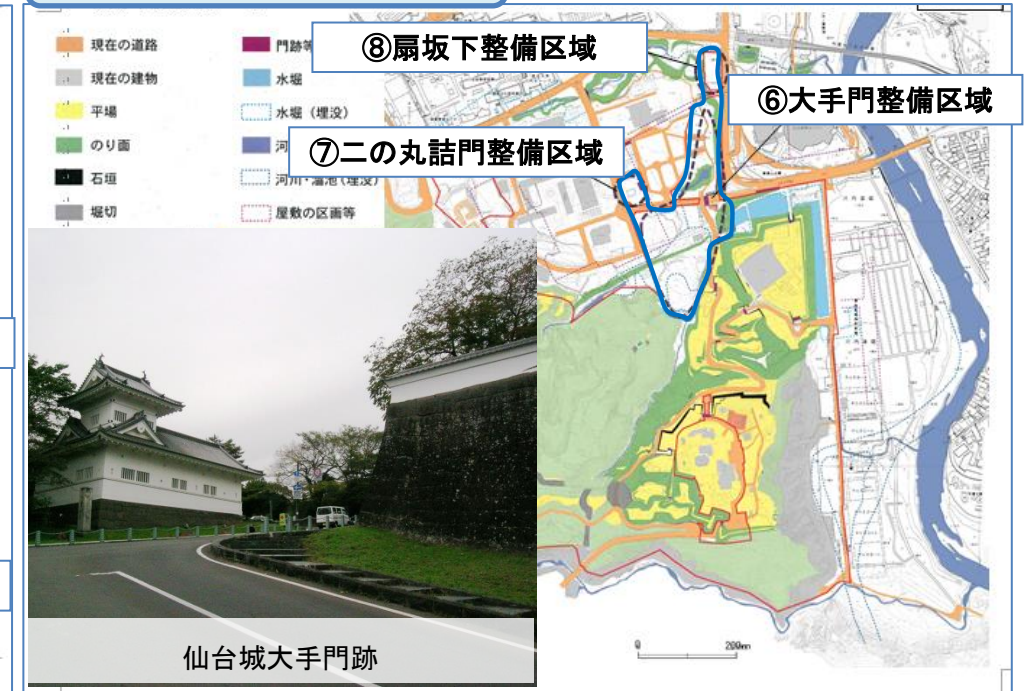 現在の道路
現在の建物
平場
のり面
石垣
堀切
門跡等
水堀
水堀（埋没）
河
河川・溜池(埋没)
屋敷の区画等
⑧扇坂下整備区域
⑥大手門整備区域
⑦二の丸詰門整備区域
仙台城大手門跡
0
200m